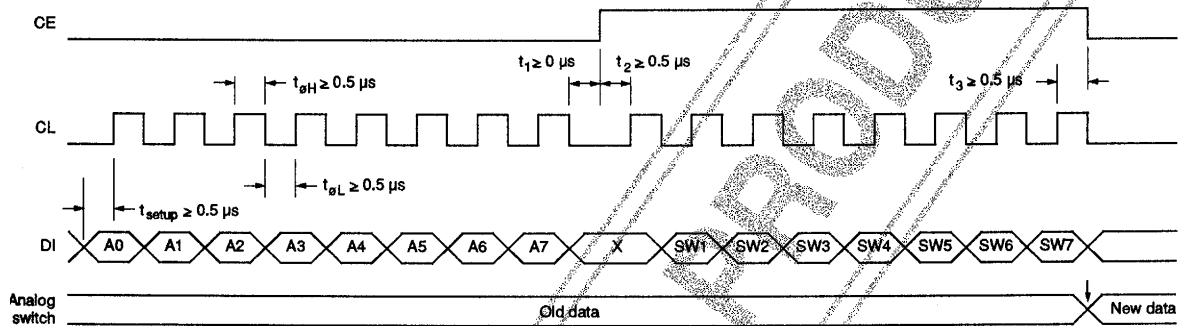 CE
t1 ≥ 0 µs t2 ≥ 0.5 µs
tøH ≥ 0.5 µs
t3 ≥ 0.5 µs
CL
tøL ≥ 0.5 µs
tsetup ≥ 0.5 µs
DI A0 A1 A2 A3 A4 A5 A6 A7 X SW1 SW2 SW3 SW4 SW5 SW6 SW7
Analog
switch
Old data New data